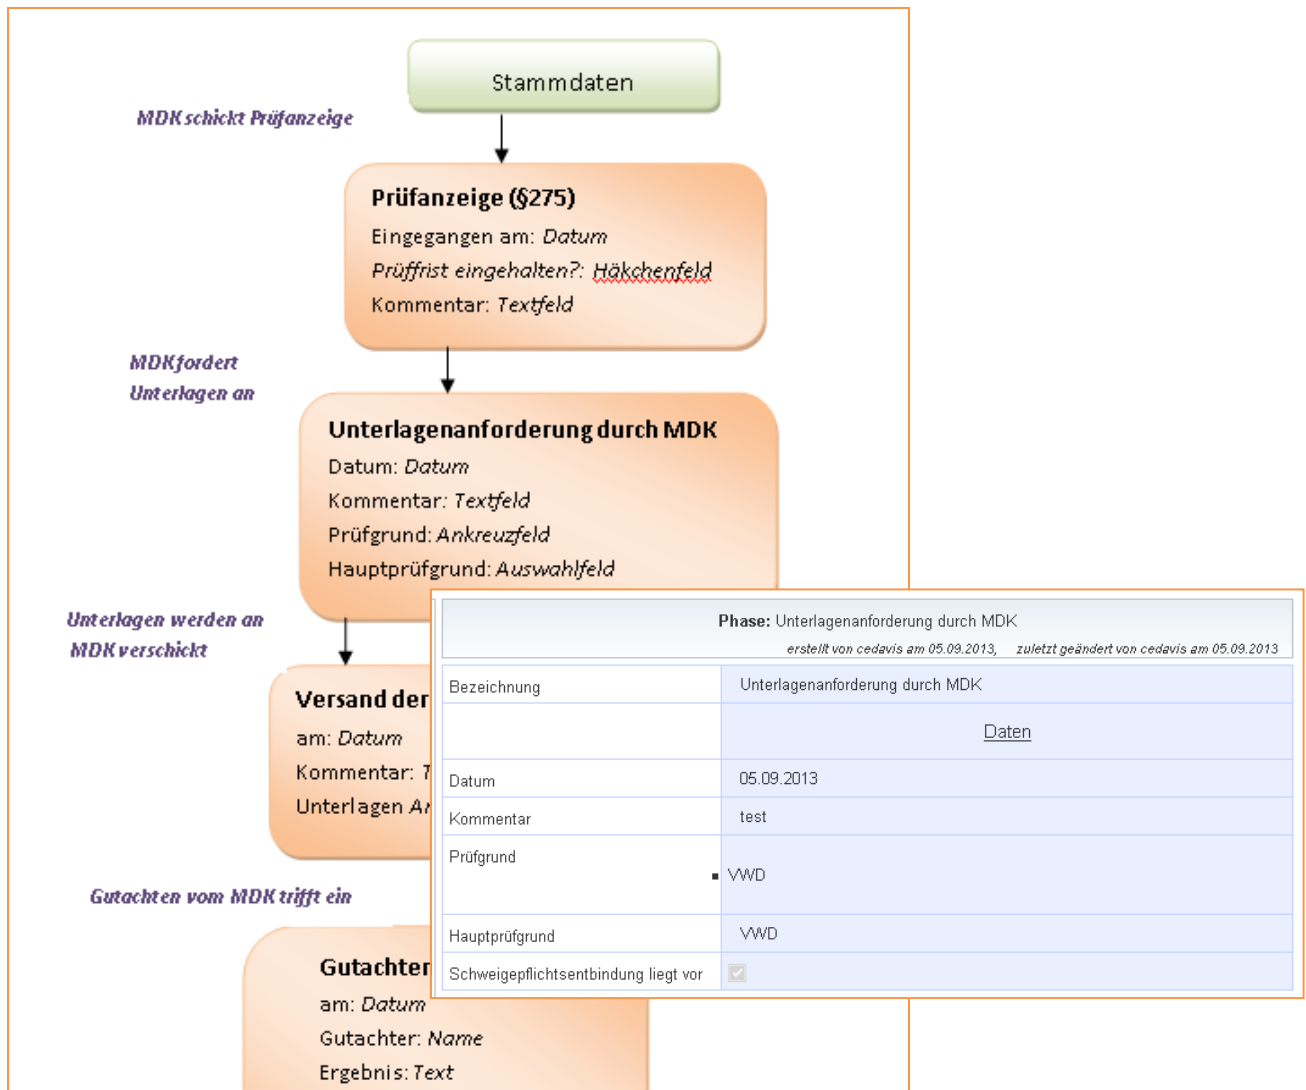 Stammdaten
MDK schickt Prüfanzeige
Prüfanzeige (§275)
Eingegangen am: Datum
Prüffrist eingehalten?: Häkchenfeld
Kommentar: Textfeld
MDK fordert
Unterlagen an
Unterlagenanforderung durch MDK
Datum: Datum
Kommentar: Textfeld
Prüfgrund: Ankreuzfeld
Hauptprüfgrund: Auswahlfeld
Unterlagen werden an
MDK verschickt
Versand der
am: Datum
Kommentar:
Unterlagen
Gutachten vom MDK trifft ein
Gutachten
am: Datum
Gutachter: Name
Ergebnis: Text
Phase: Unterlagenanforderung durch MDK
erstellt von cedavis am 05.09.2013, zuletzt geändert von cedavis am 05.09.2013
Bezeichnung Unterlagenanforderung durch MDK
Daten
Datum 05.09.2013
Kommentar test
Prüfgrund
▪ VWD
Hauptprüfgrund VWD
Schweigepflichtsentbindung liegt vor